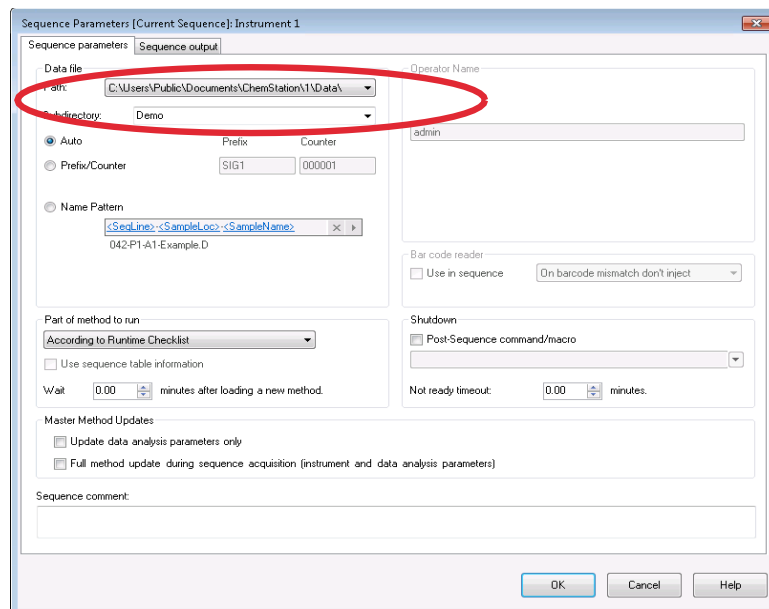 Sequence Parameters [Current Sequence]: Instrument 1
Sequence parameters
Sequence output
Data file
Path:
C:\Users\Public\Documents\ChemStation\1\Data\
Subdirectory:
Demo
Auto
Prefix
Counter
Prefix/Counter
SIG1
000001
Name Pattern
<SeqLine>-<SampleLoc>-<SampleName>
042-P1-A1-Example.D
Operator Name
admin
Bar code reader
Use in sequence
On barcode mismatch don't inject
Part of method to run
According to Runtime Checklist
Use sequence table information
Wait 0.00 minutes after loading a new method.
Shutdown
Post-Sequence command/macro
Not ready timeout: 0.00 minutes.
Master Method Updates
Update data analysis parameters only
Full method update during sequence acquisition (instrument and data analysis parameters)
Sequence comment:
OK
Cancel
Help